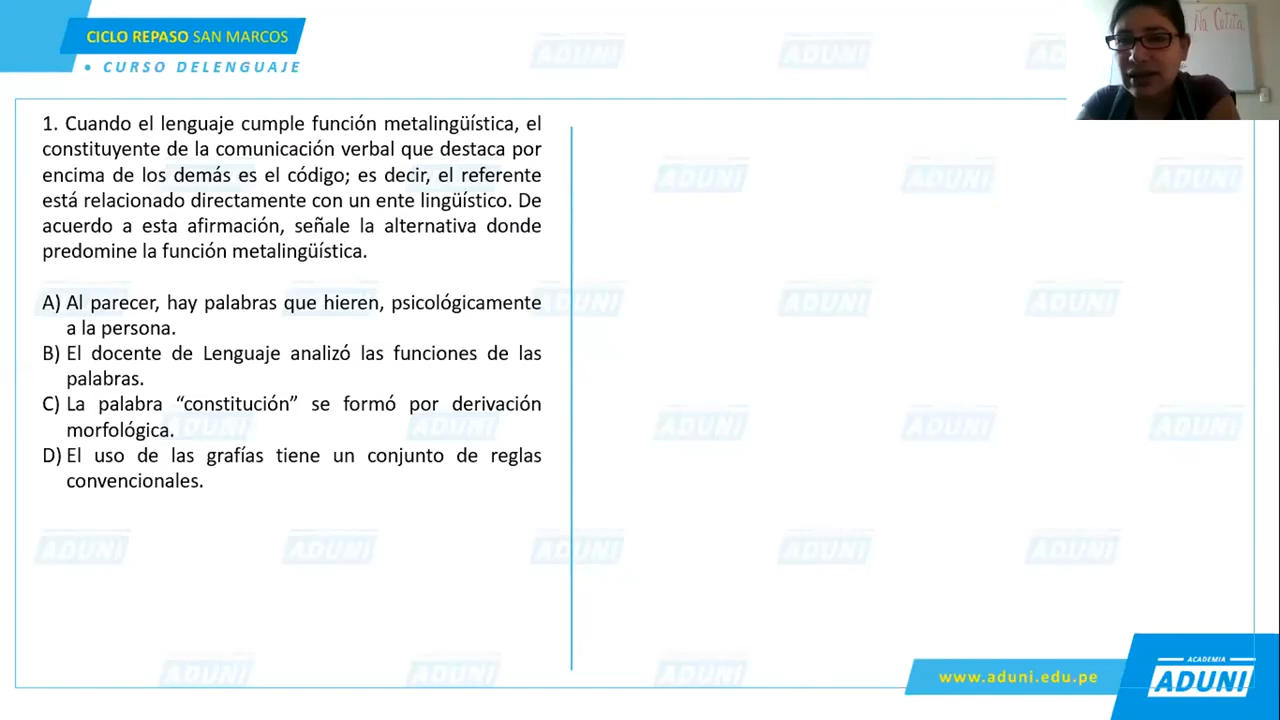 CICLO REPASO SAN MARCOS
• CURSO DELENGUAJE
Ña Cetita
1. Cuando el lenguaje cumple función metalingüística, el
constituyente de la comunicación verbal que destaca por
encima de los demás es el código; es decir, el referente
está relacionado directamente con un ente lingüístico. De
acuerdo a esta afirmación, señale la alternativa donde
predomine la función metalingüística.
A) Al parecer, hay palabras que hieren, psicológicamente
a la persona.
B) El docente de Lenguaje analizó las funciones de las
palabras.
C) La palabra “constitución” se formó por derivación
morfológica.
D) El uso de las grafías tiene un conjunto de reglas
convencionales.
www.aduni.edu.pe
ACADEMIA
ADUNI